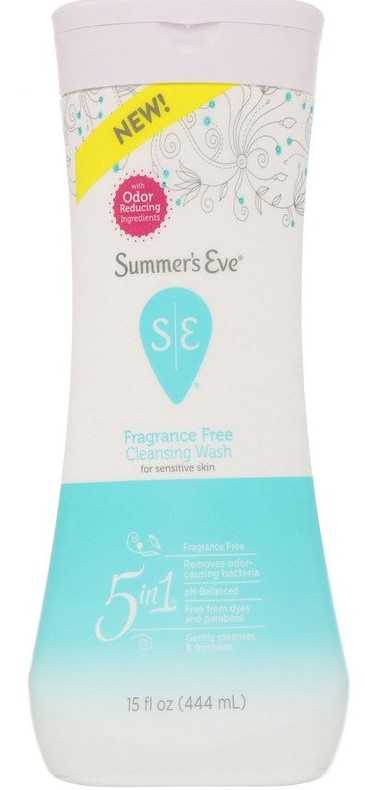 NEW!
with
Odor
Reducing
Ingredients
Summer's Eve®
S|E
Fragrance Free
Cleansing Wash
for sensitive skin
5 in 1
Fragrance Free
Removes odor-
causing bacteria
pH-Balanced
Free from dyes
and parabens
Gently cleanses
15 fl oz (444 mL)